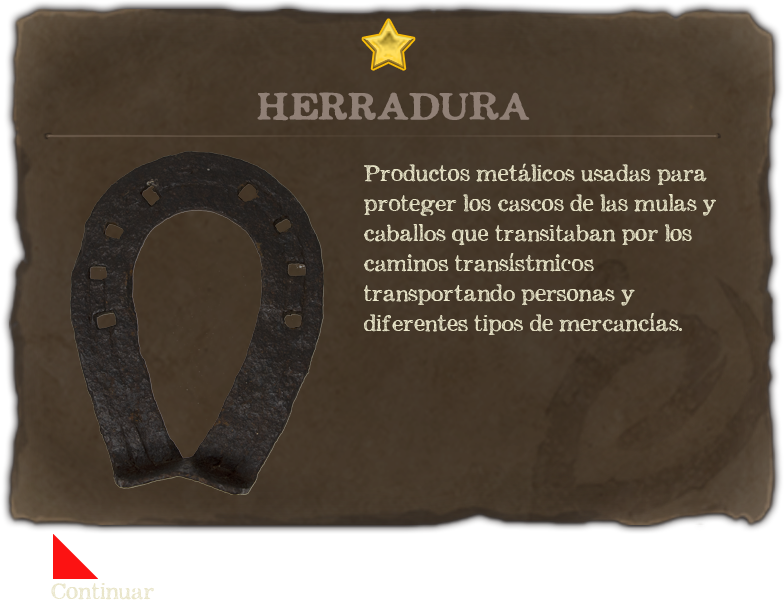 HERRADURA
Productos metálicos usadas para
proteger los cascos de las mulas y
caballos que transitaban por los
caminos transístmicos
transportando personas y
diferentes tipos de mercancías.
Continuar